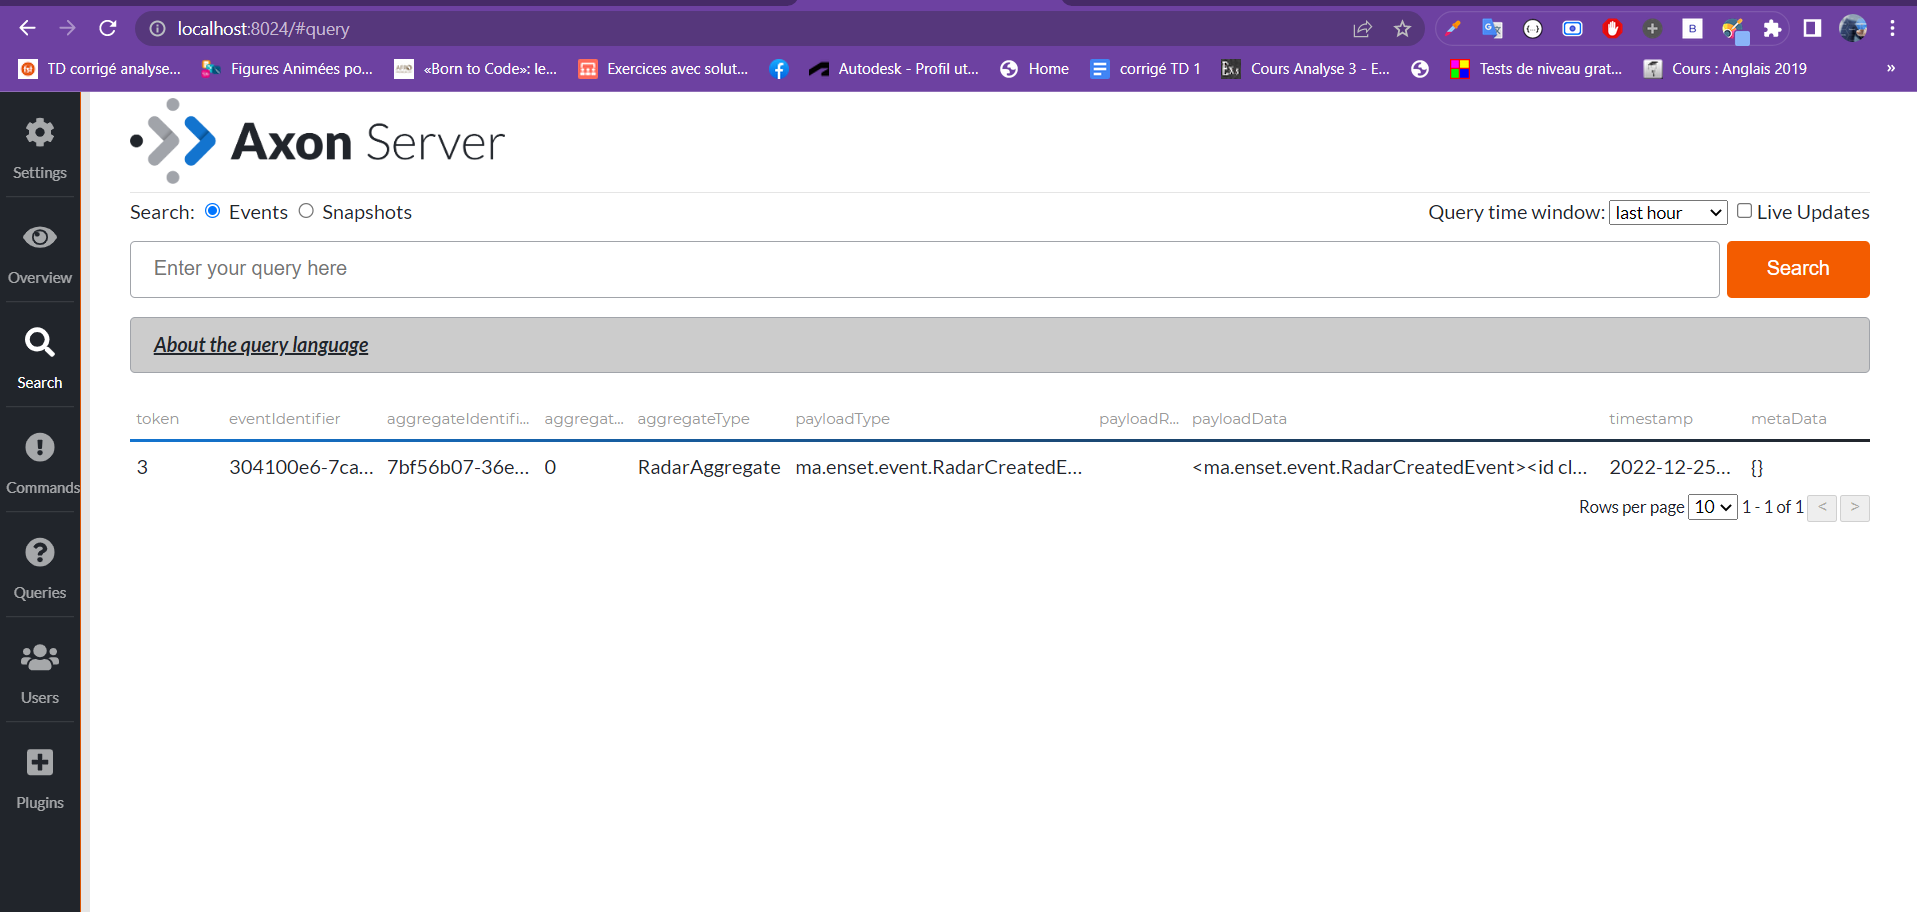 localhost:8024/#query
TD corrigé analyse... Figures Animées po... «Born to Code»: le... Exercices avec solut... Autodesk - Profil ut... Home corrigé TD 1 Cours Analyse 3 - E... Tests de niveau grat... Cours : Anglais 2019 »
Settings
Overview
Search
Commands
Queries
Users
Plugins
Axon Server
Search: Events Snapshots Query time window: last hour Live Updates
Enter your query here Search
About the query language
token eventIdentifier aggregateIdentifi... aggregat... aggregateType payloadType payloadR... payloadData timestamp metaData
3 304100e6-7ca... 7bf56b07-36e... 0 RadarAggregate ma.enset.event.RadarCreatedE... <ma.enset.event.RadarCreatedEvent><id cl... 2022-12-25... {}
Rows per page 10 1 - 1 of 1 < >